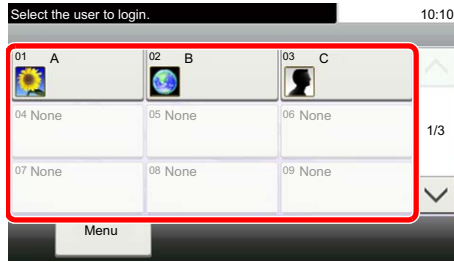 Select the user to login. 10:10
01 A 02 B 03 C
04 None 05 None 06 None
1/3
07 None 08 None 09 None
Menu